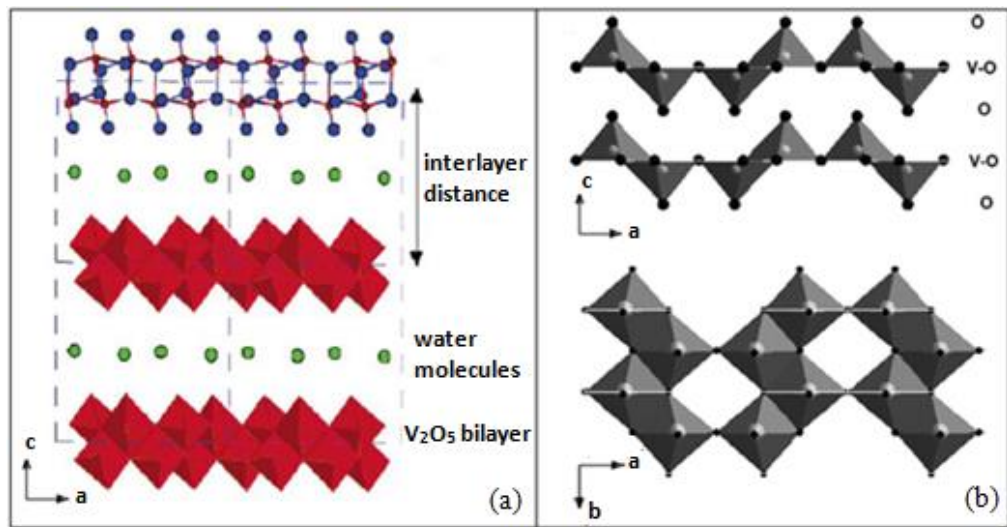 interlayer
distance
water
molecules
V₂O₅ bilayer
c
a
(a)
O
V-O
O
V-O
O
c
a
a
b
(b)